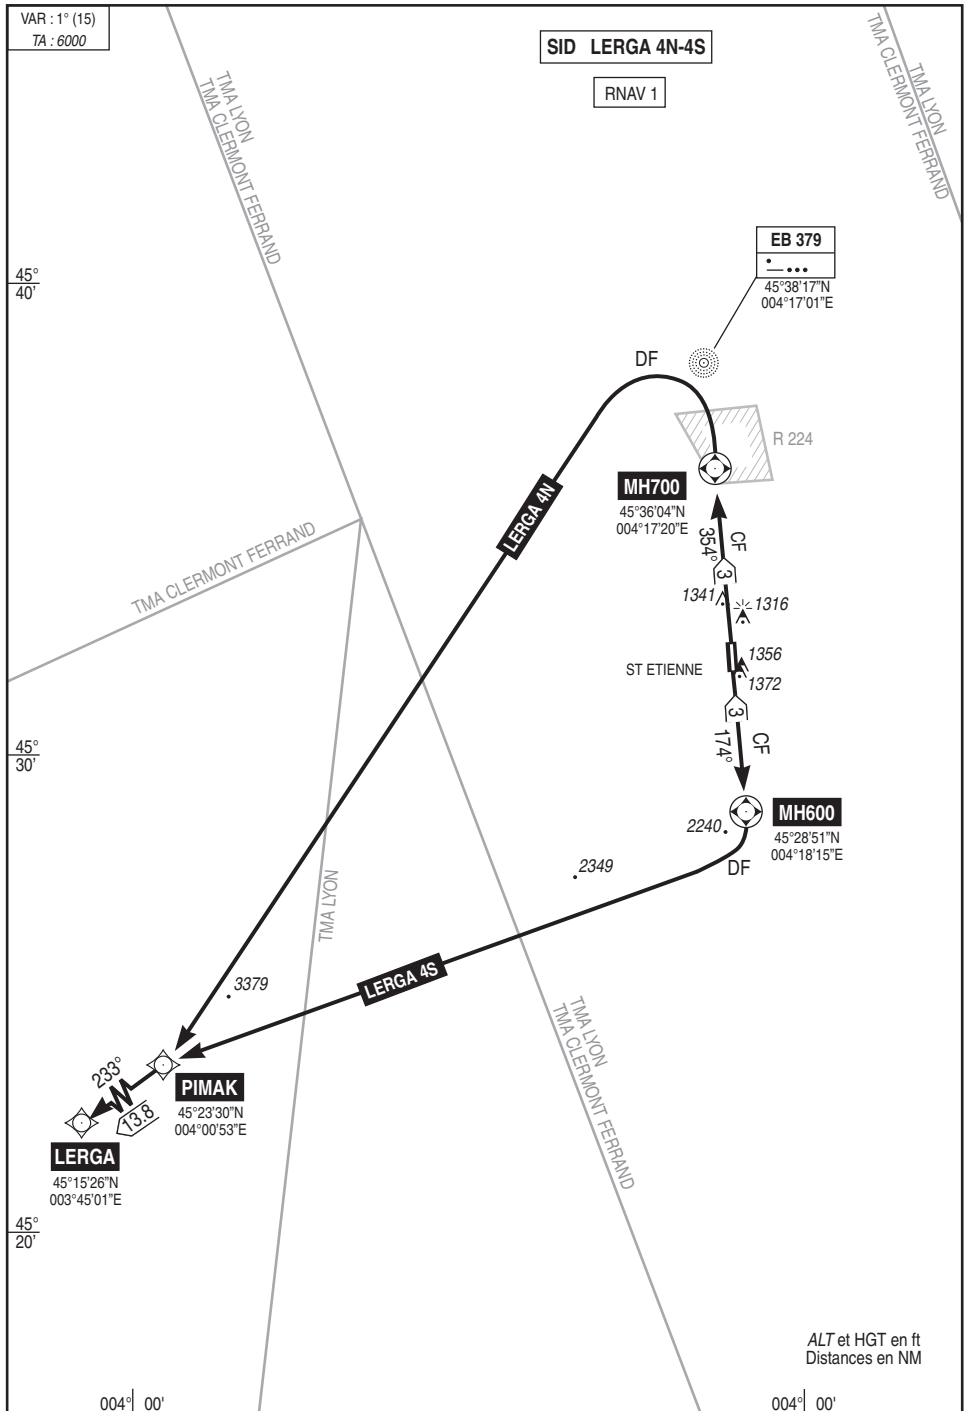 VAR : 1° (15)
TA : 6000
SID LERGA 4N-4S
RNAV 1
TMA LYON
TMA CLERMONT FERRAND
TMA LYON
TMA CLERMONT FERRAND
EB 379
45°38'17"N
004°17'01"E
45°
40'
DF
R 224
MH700
45°36'04"N
004°17'20"E
LERGA 4N
CF
354°
3
TMA CLERMONT FERRAND
1341
1316
ST ETIENNE
1356
1372
3
CF
174°
45°
30'
MH600
45°28'51"N
004°18'15"E
2240
DF
2349
TMA LYON
LERGA 4S
3379
TMA LYON
TMA CLERMONT FERRAND
233°
13.8
PIMAK
45°23'30"N
004°00'53"E
LERGA
45°15'26"N
003°45'01"E
45°
20'
ALT et HGT en ft
Distances en NM
004° 00'
004° 00'